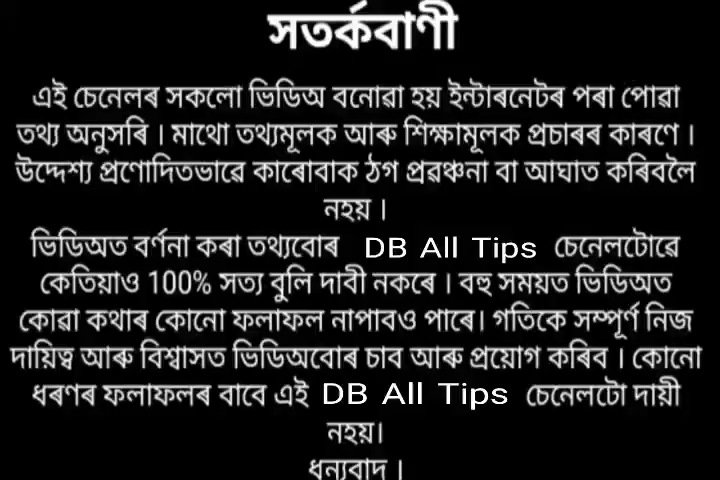 সতৰ্কবাণী
এই চেনেলৰ সকলো ভিডিঅ বনোৱা হয় ইন্টাৰনেটৰ পৰা পোৱা
তথ্য অনুসৰি । মাথো তথ্যমূলক আৰু শিক্ষামূলক প্ৰচাৰৰ কাৰণে ।
উদ্দেশ্য প্ৰণোদিতভাৱে কাৰোবাক ঠগ প্ৰৱঞ্চনা বা আঘাত কৰিবলৈ
নহয় ।
ভিডিঅত বৰ্ণনা কৰা তথ্যবোৰ DB All Tips চেনেলটোৱে
কেতিয়াও 100% সত্য বুলি দাবী নকৰে । বহু সময়ত ভিডিঅত
কোৱা কথাৰ কোনো ফলাফল নাপাবও পাৰে। গতিকে সম্পূৰ্ণ নিজ
দায়িত্ব আৰু বিশ্বাসত ভিডিঅবোৰ চাব আৰু প্ৰয়োগ কৰিব । কোনো
ধৰণৰ ফলাফলৰ বাবে এই DB All Tips চেনেলটো দায়ী
নহয়।
ধন্যবাদ ।